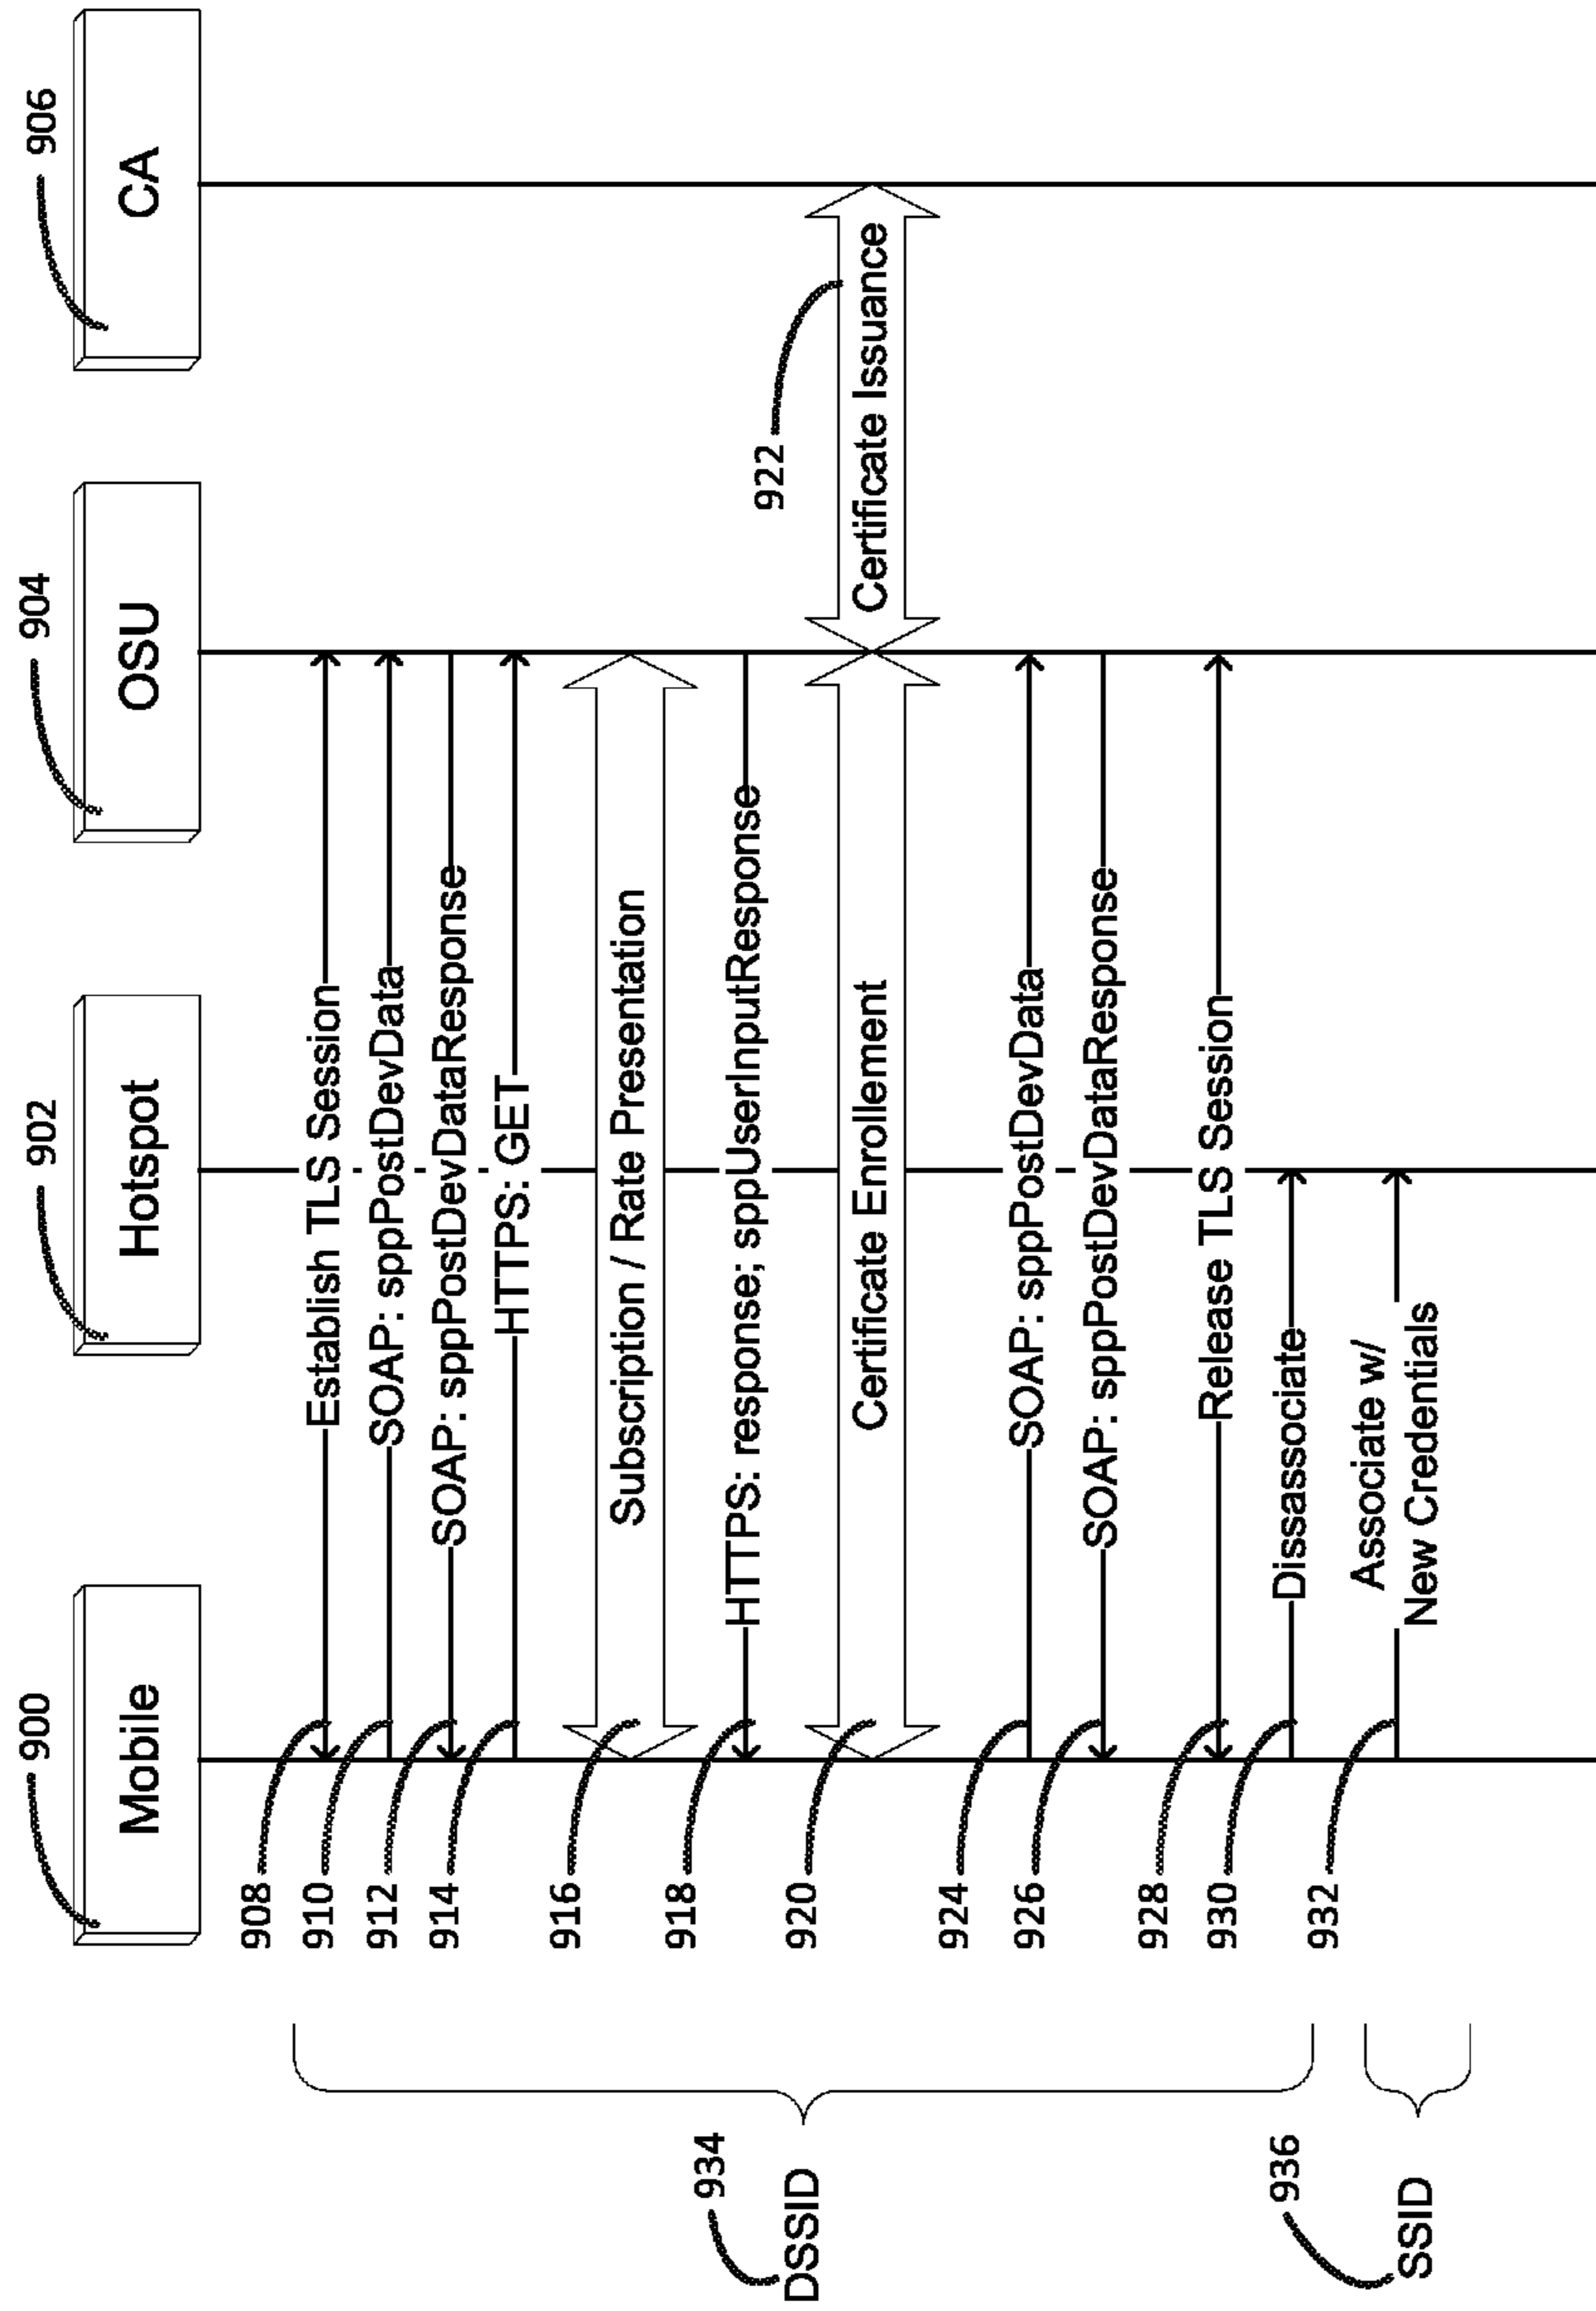 900
902
904
906
Mobile
Hotspot
OSU
CA
908
Establish TLS Session
910
SOAP: sppPostDevData
912
SOAP: sppPostDevDataResponse
914
HTTPS: GET
916
Subscription / Rate Presentation
918
HTTPS: response; sppUserInputResponse
920
Certificate Enrollement
922
Certificate Issuance
924
SOAP: sppPostDevData
926
SOAP: sppPostDevDataResponse
928
Release TLS Session
930
Dissassociate
932
Associate w/
New Credentials
934
DSSID
936
SSID